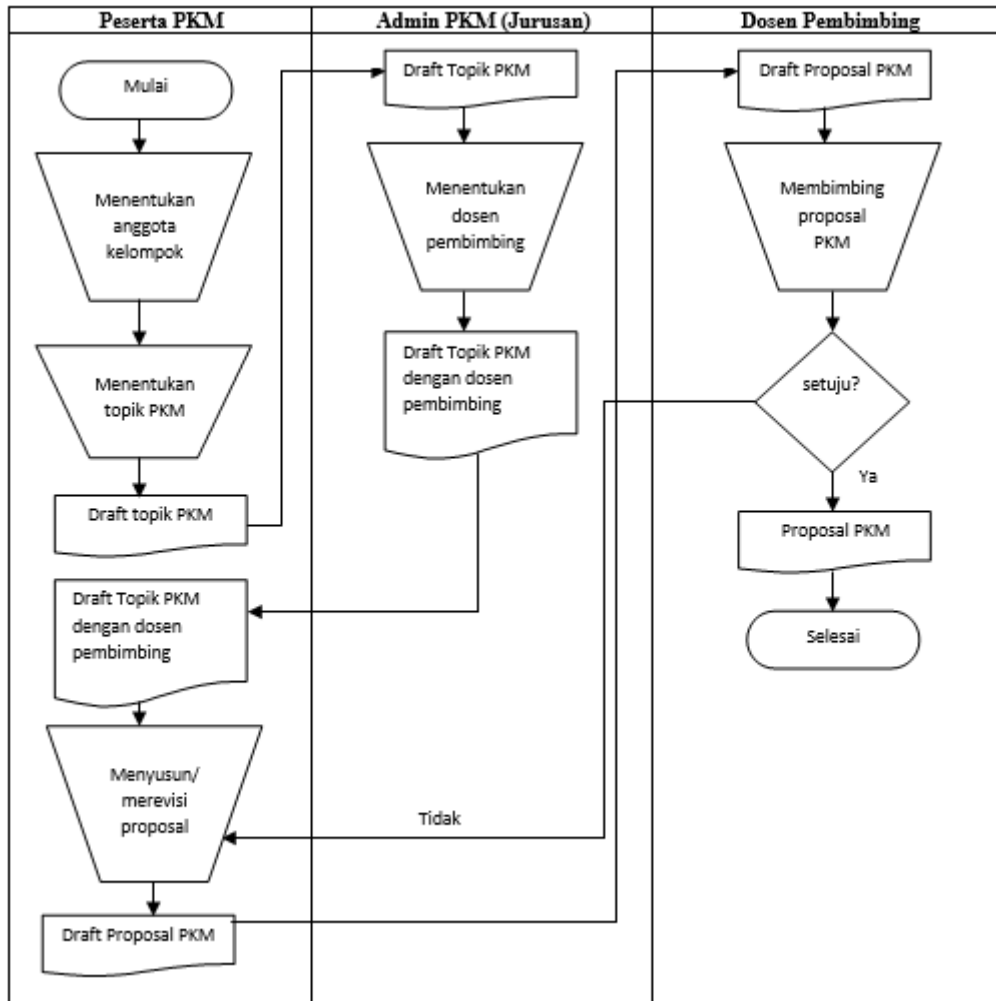 Peserta PKM
Admin PKM (Jurusan)
Dosen Pembimbing
Mulai
Menentukan
anggota
kelompok
Menentukan
topik PKM
Draft topik PKM
Draft Topik PKM
dengan dosen
pembimbing
Menyusun/
merevisi
proposal
Draft Proposal PKM
Draft Topik PKM
Menentukan
dosen
pembimbing
Draft Topik PKM
dengan dosen
pembimbing
Tidak
Draft Proposal PKM
Membimbing
proposal
PKM
setuju?
Ya
Proposal PKM
Selesai